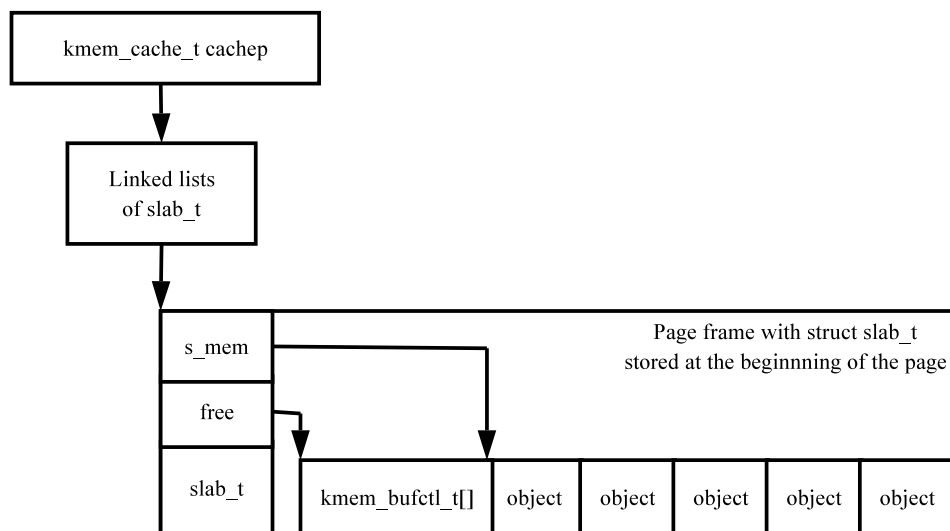 kmem_cache_t cachep
Linked lists
of slab_t
s_mem
Page frame with struct slab_t
stored at the beginnning of the page
free
slab_t
kmem_bufctl_t[]
object
object
object
object
object